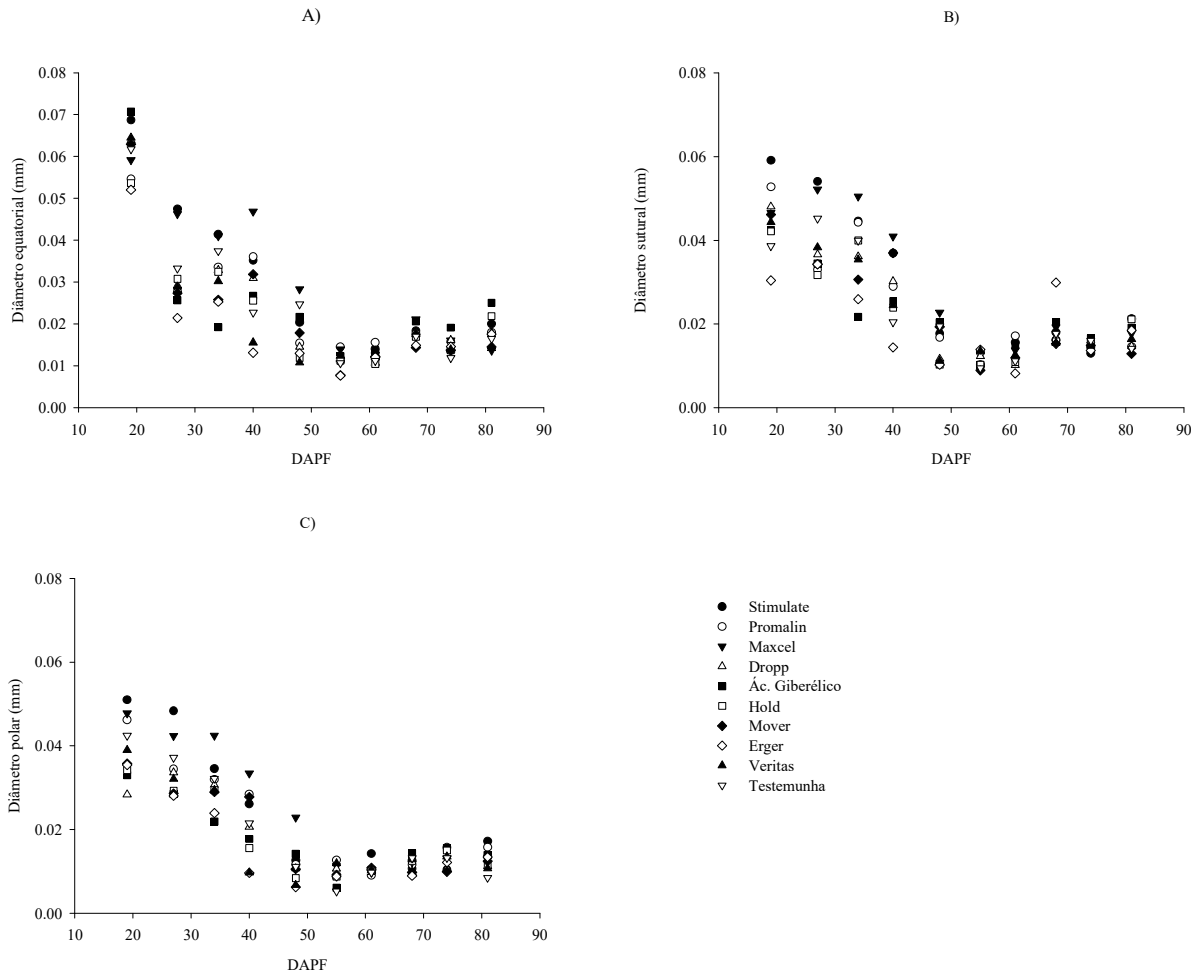 A)
0.08
0.07
0.06
0.05
0.04
0.03
0.02
0.01
0.00
Diâmetro equatorial (mm)
10 20 30 40 50 60 70 80 90
DAPF
B)
0.08
0.06
0.04
0.02
0.00
Diâmetro sutural (mm)
10 20 30 40 50 60 70 80 90
DAPF
C)
0.08
0.06
0.04
0.02
0.00
Diâmetro polar (mm)
10 20 30 40 50 60 70 80 90
DAPF
Stimulate
Promalin
Maxcel
Dropp
Ác. Giberélico
Hold
Mover
Erger
Veritas
Testemunha